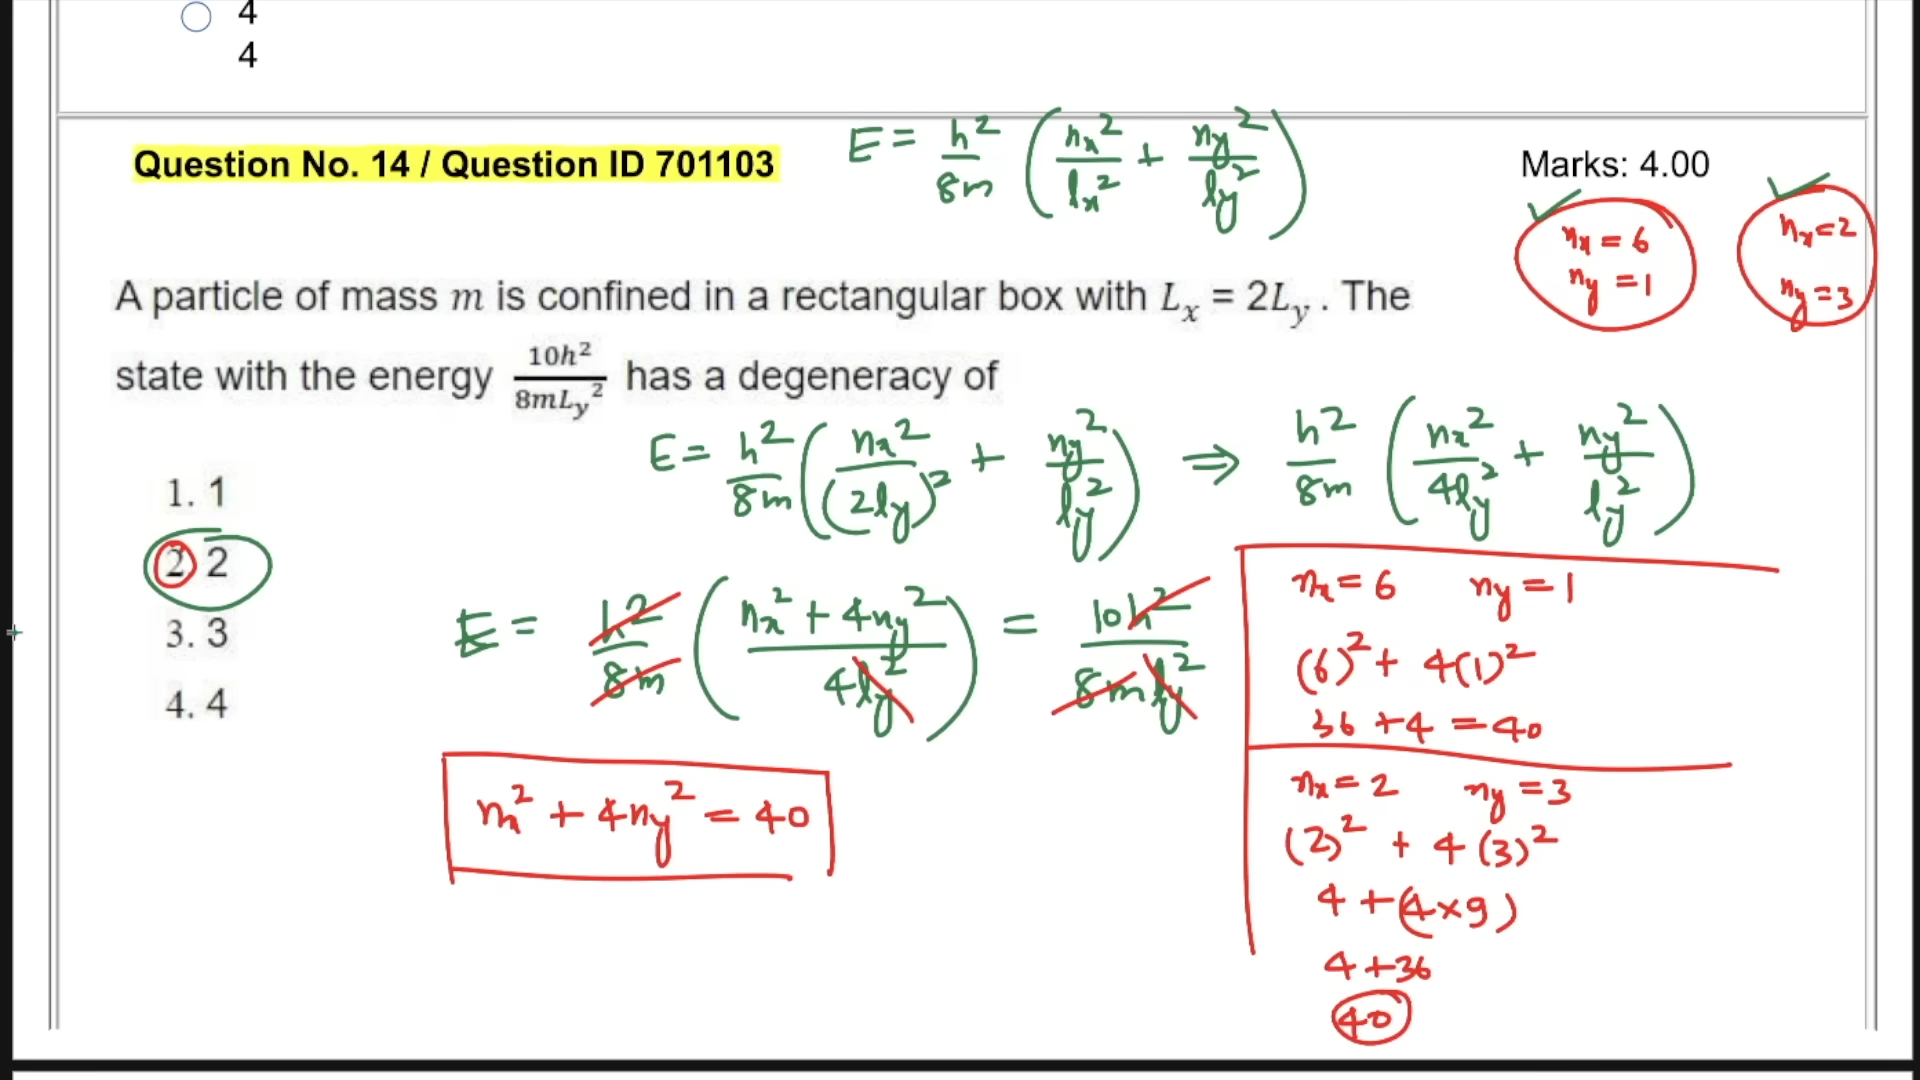 4
4
Question No. 14 / Question ID 701103
E = h²/8m (nx²/lx² + ny²/ly²)
Marks: 4.00
nx = 6
ny = 1
nx = 2
ny = 3
A particle of mass m is confined in a rectangular box with Lx = 2Ly . The
state with the energy 10h²/8mLy² has a degeneracy of
E = h²/8m (nx²/(2ly)² + ny²/ly²) ⇒ h²/8m (nx²/4ly² + ny²/ly²)
1. 1
2 2
3. 3
4. 4
E = h²/8m (nx² + 4ny²/4ly²) = 10h²/8mly²
nx² + 4ny² = 40
nx = 6 ny = 1
(6)² + 4(1)²
36 + 4 = 40
nx = 2 ny = 3
(2)² + 4(3)²
4 + (4×9)
4 + 36
40